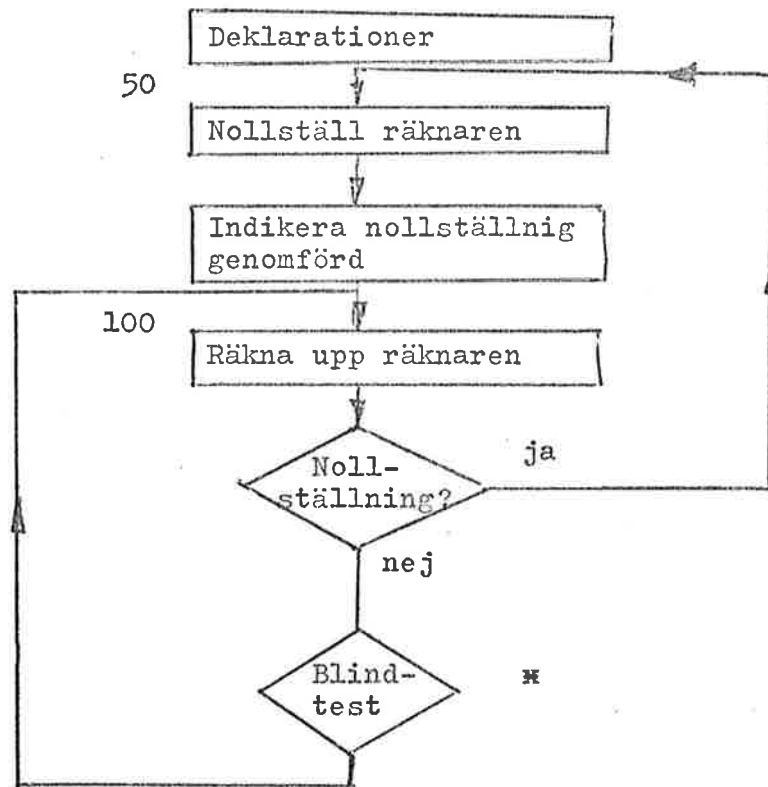 Deklarationer
50
Nollställ räknaren
Indikera nollställnig
genomförd
100
Räkna upp räknaren
ja
Noll-
ställning?
nej
Blind-
test